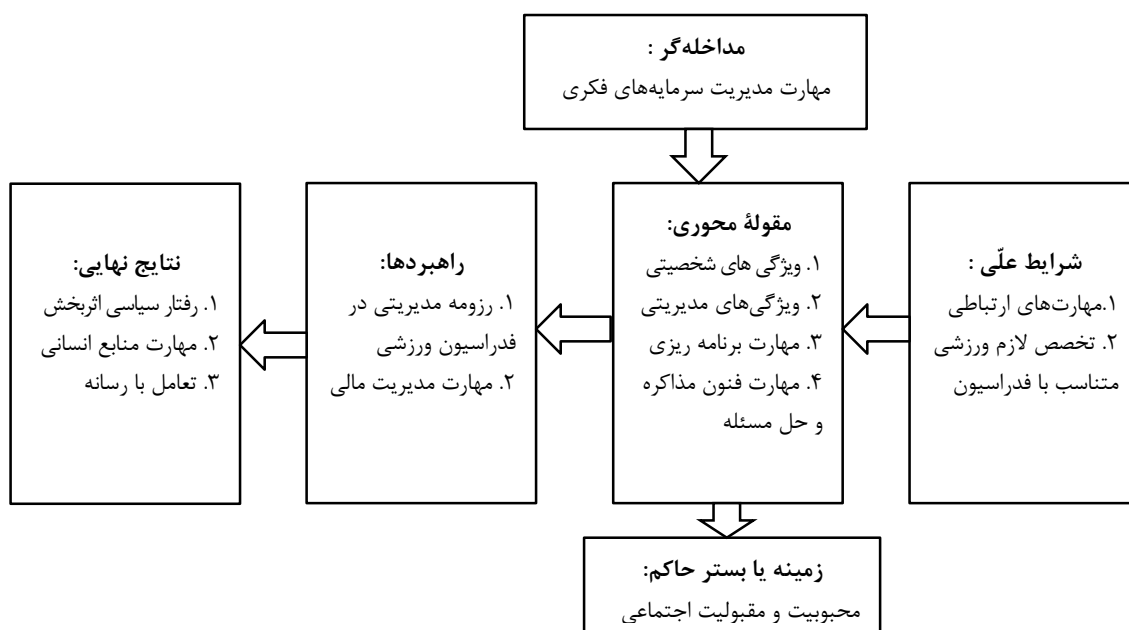 مداخله‌گر :
مهارت مدیریت سرمایه‌های فکری
شرایط علّی :
۱.مهارت‌های ارتباطی
۲. تخصص لازم ورزشی
متناسب با فدراسیون
مقولۀ محوری:
۱. ویژگی های شخصیتی
۲. ویژگی‌های مدیریتی
۳. مهارت برنامه ریزی
۴. مهارت فنون مذاکره
و حل مسئله
راهبردها:
۱. رزومه مدیریتی در
فدراسیون ورزشی
۲. مهارت مدیریت مالی
نتایج نهایی:
۱. رفتار سیاسی اثربخش
۲. مهارت منابع انسانی
۳. تعامل با رسانه
زمینه یا بستر حاکم:
محبوبیت و مقبولیت اجتماعی